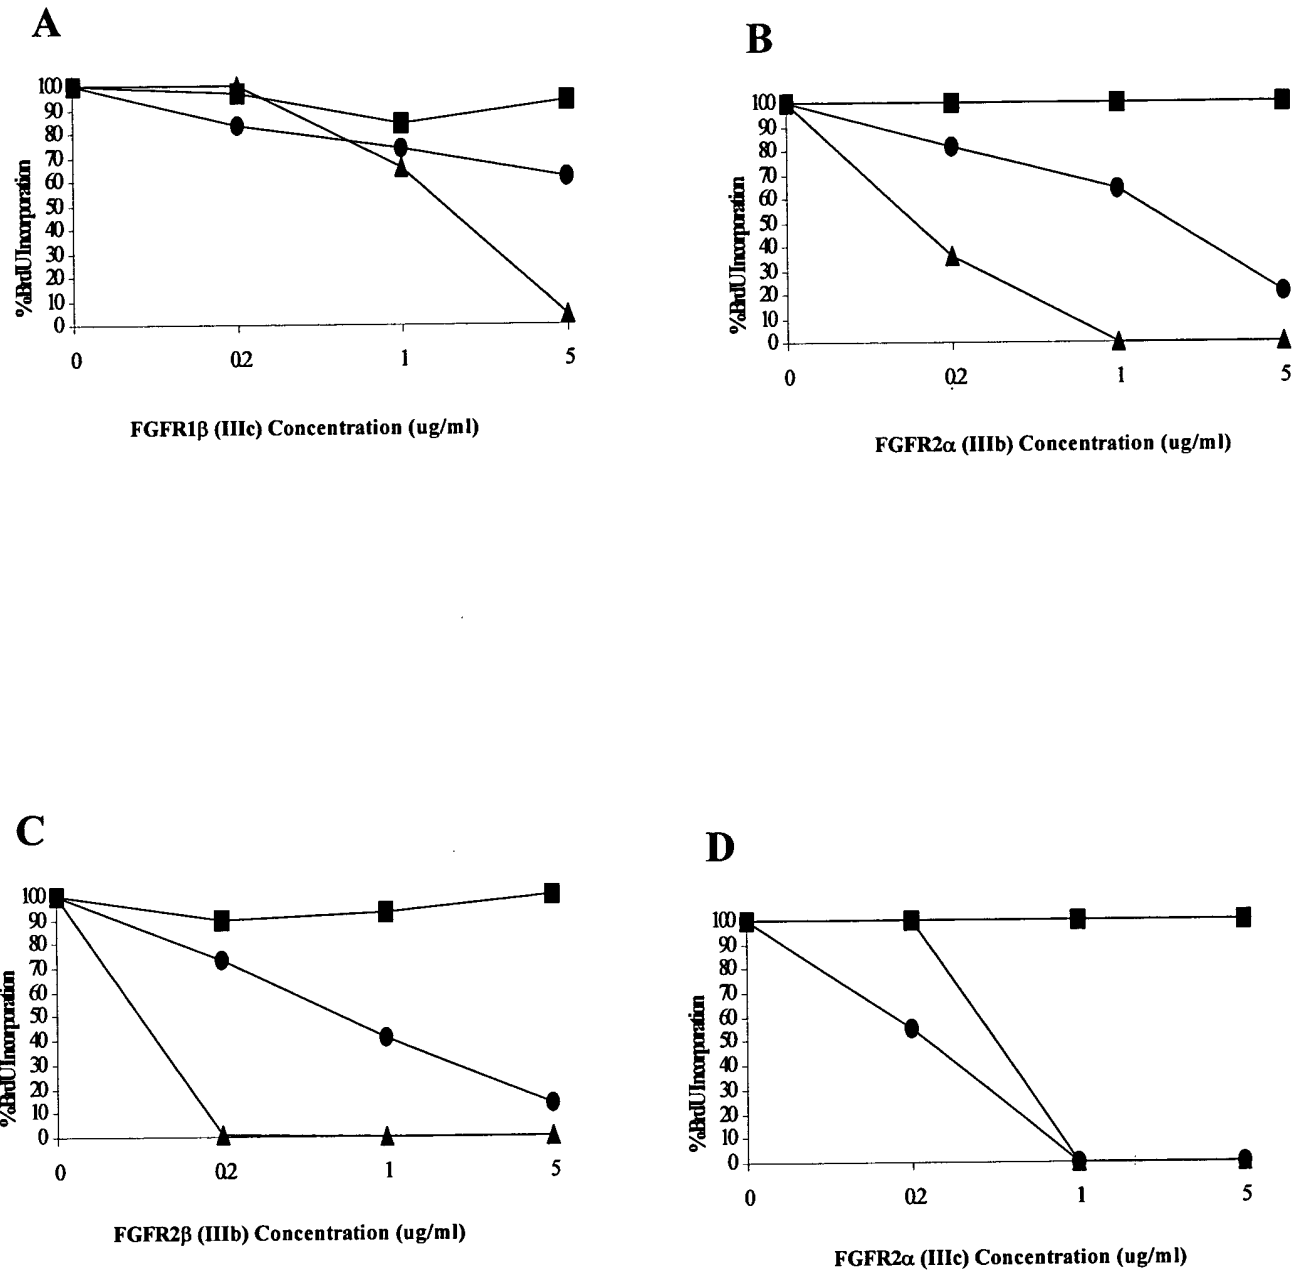 A
100
90
80
70
60
50
40
30
20
10
0
%BrdU Incorporation
0 0.2 1 5
FGFR1β (IIIc) Concentration (ug/ml)
B
100
90
80
70
60
50
40
30
20
10
0
%BrdU Incorporation
0 0.2 1 5
FGFR2α (IIIb) Concentration (ug/ml)
C
100
90
80
70
60
50
40
30
20
10
0
%BrdU Incorporation
0 0.2 1 5
FGFR2β (IIIb) Concentration (ug/ml)
D
100
90
80
70
60
50
40
30
20
10
0
%BrdU Incorporation
0 0.2 1 5
FGFR2α (IIIc) Concentration (ug/ml)